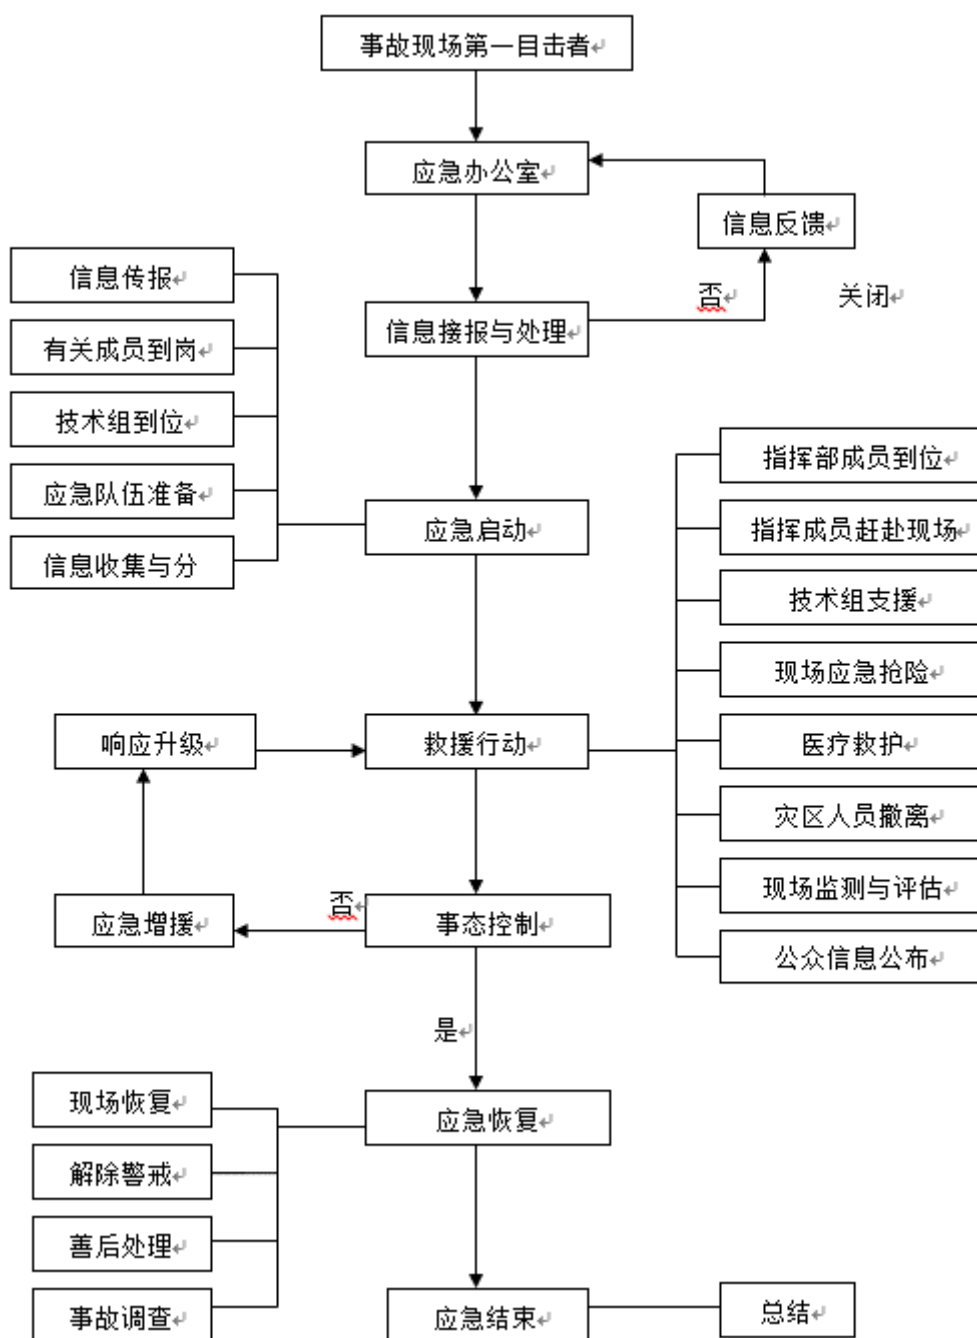 事故现场第一目击者
应急办公室
信息反馈
信息传报
否
关闭
信息接报与处理
有关成员到岗
技术组到位
指挥部成员到位
应急队伍准备
应急启动
指挥成员赶赴现场
信息收集与分
技术组支援
现场应急抢险
响应升级
救援行动
医疗救护
灾区人员撤离
现场监测与评估
否
应急增援
事态控制
公众信息公布
是
现场恢复
应急恢复
解除警戒
善后处理
事故调查
应急结束
总结